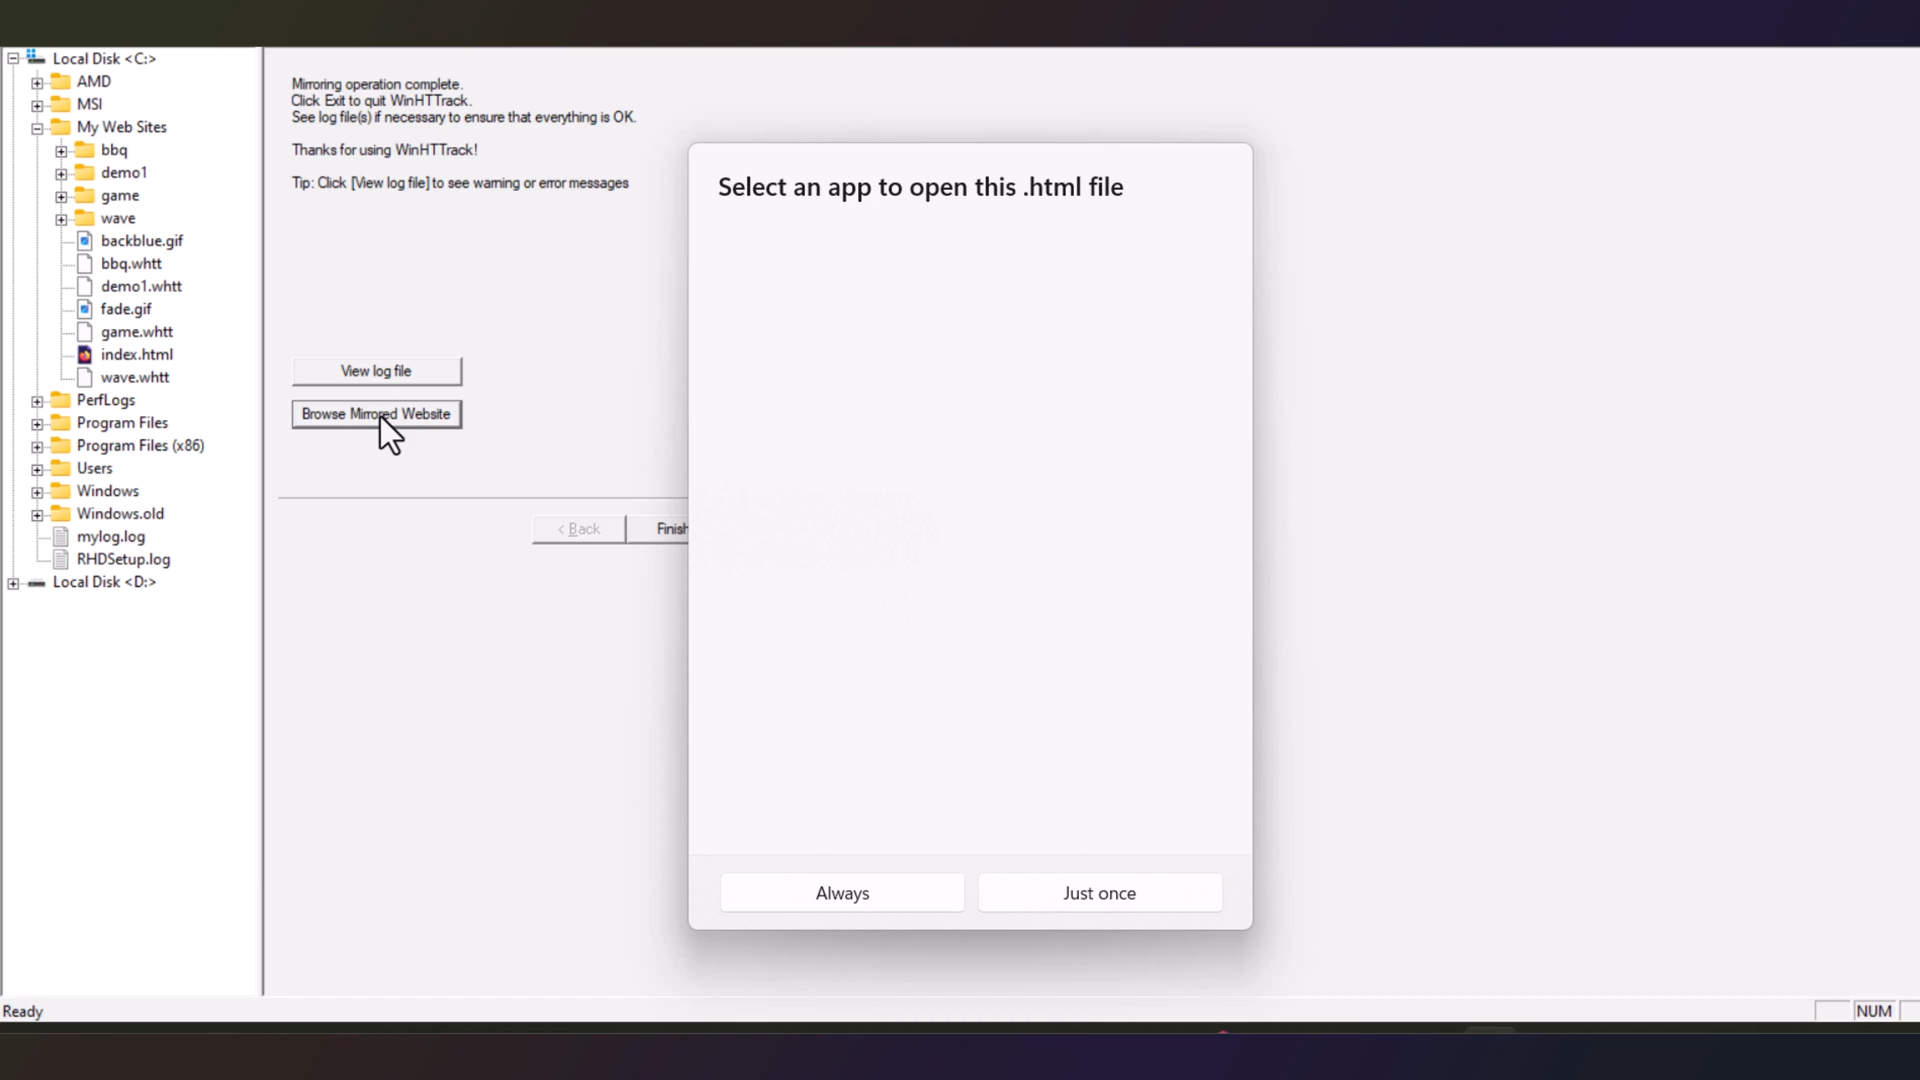 Local Disk <C:>
AMD
MSI
My Web Sites
bbq
demo1
game
wave
backblue.gif
bbq.whtt
demo1.whtt
fade.gif
game.whtt
index.html
wave.whtt
PerfLogs
Program Files
Program Files (x86)
Users
Windows
Windows.old
mylog.log
RHDSetup.log
Local Disk <D:>
Mirroring operation complete.
Click Exit to quit WinHTTrack.
See log file(s) if necessary to ensure that everything is OK.
Thanks for using WinHTTrack!
Tip: Click [View log file] to see warning or error messages
View log file
Browse Mirrored Website
< Back
Finish
Select an app to open this .html file
Always
Just once
Ready
NUM